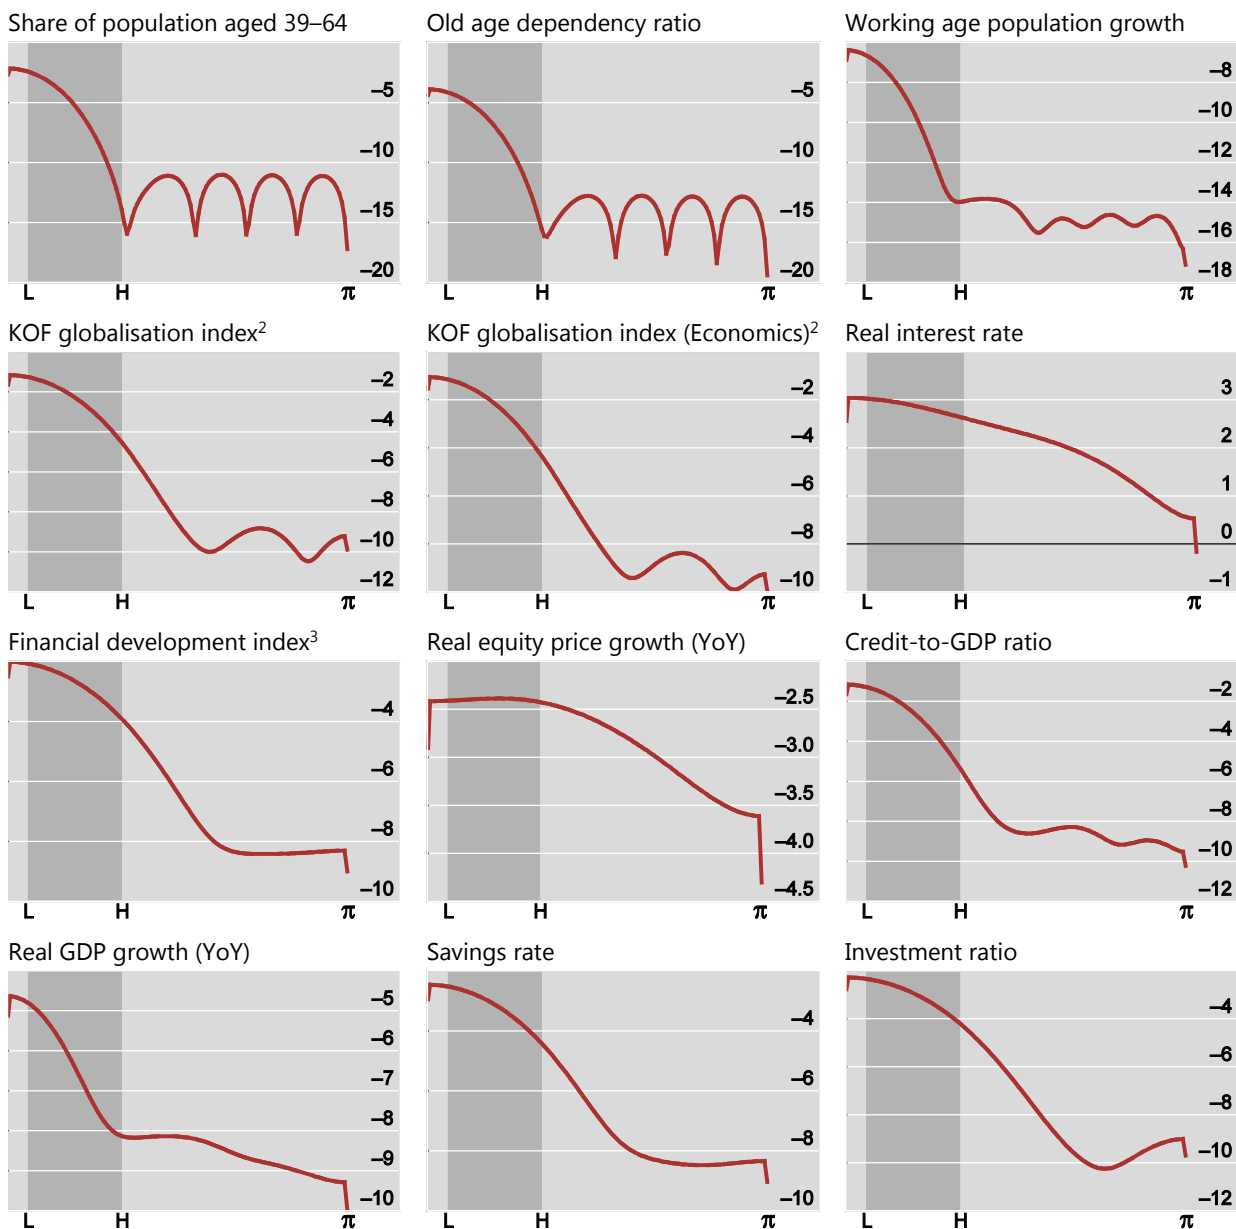 Share of population aged 39–64
–5
–10
–15
–20
L H π
Old age dependency ratio
–5
–10
–15
–20
L H π
Working age population growth
–8
–10
–12
–14
–16
–18
L H π
KOF globalisation index2
–2
–4
–6
–8
–10
–12
L H π
KOF globalisation index (Economics)2
–2
–4
–6
–8
–10
L H π
Real interest rate
3
2
1
0
–1
L H π
Financial development index3
–4
–6
–8
–10
L H π
Real equity price growth (YoY)
–2.5
–3.0
–3.5
–4.0
–4.5
L H π
Credit-to-GDP ratio
–2
–4
–6
–8
–10
–12
L H π
Real GDP growth (YoY)
–5
–6
–7
–8
–9
–10
L H π
Savings rate
–4
–6
–8
–10
L H π
Investment ratio
–4
–6
–8
–10
–12
L H π